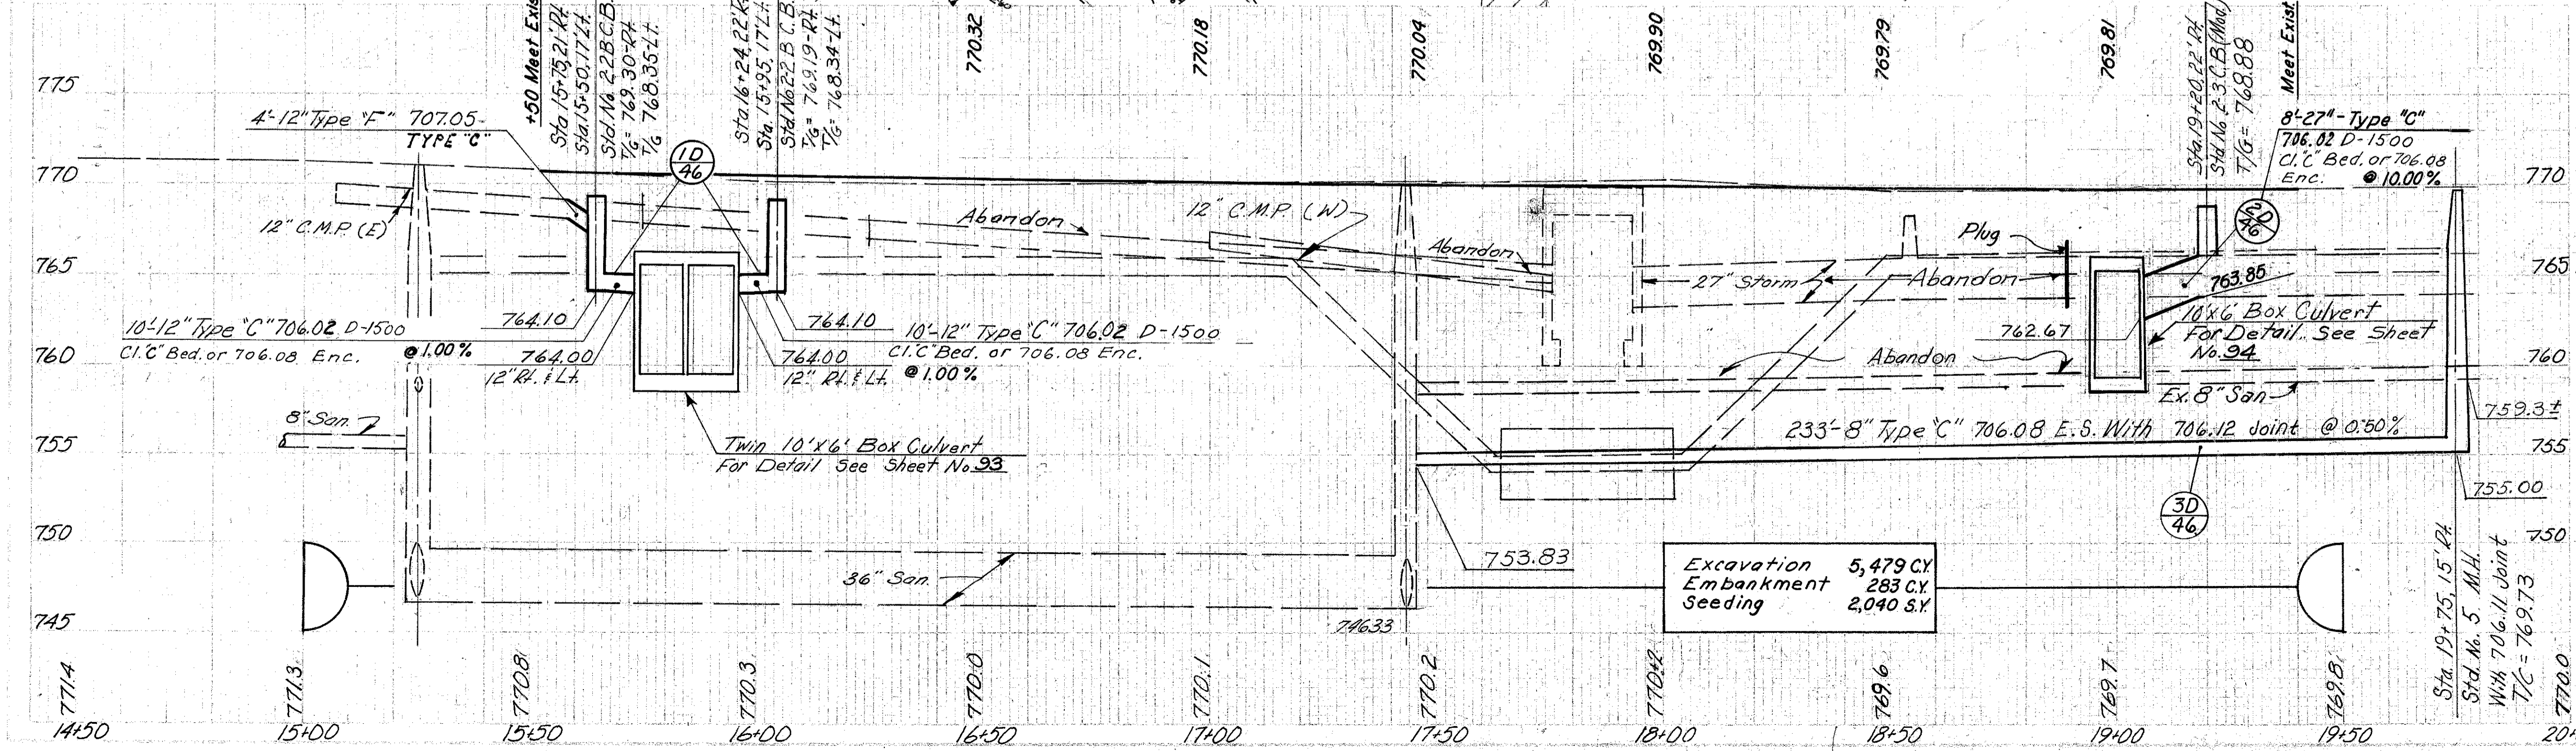 +50 Meet Exis
Sta 15+75, 21' Rt.
Sta 15+50, 17' Lt.
Std. No. 2-2B C.B.
T/G = 769.30-Rt.
T/G = 768.35-Lt.
Sta. 16+24, 22' Rt.
Sta. 15+95, 17' Lt.
Std. No. 2-2 B C.B.
T/G = 769.19-Rt.
T/G = 768.34-Lt.
770.32
770.18
770.04
769.90
769.79
769.81
Sta. 19+20, 22' Rt.
Std. No. 2-3 C.B (Mod)
T/G = 768.88
Meet Exist.
775
4'-12" Type "F" 707.05
TYPE "C"
8'-27"-Type "C"
706.02 D-1500
Cl. "C" Bed. or 706.08
Enc. @ 10.00%
770
770
1D
46
2D
46
12" C.M.P. (E)
Abandon
12" C.M.P. (W)
Abandon
Plug
765
765
27" Storm
Abandon
763.85
10'-12" Type "C" 706.02 D-1500
Cl. "C" Bed. or 706.08 Enc. @ 1.00%
764.10
764.00
12" Rt. & Lt.
764.10
764.00
12" Rt. & Lt.
10'-12" Type "C" 706.02 D-1500
Cl. "C" Bed. or 706.08 Enc.
@ 1.00%
762.67
10'x6' Box Culvert
For Detail See Sheet
No. 94
760
760
Abandon
Ex. 8" San.
759.3±
8" San.
755
755
233'-8" Type "C" 706.08 E.S. With 706.12 Joint @ 0.50%
Twin 10'x6' Box Culvert
For Detail See Sheet No. 93
755.00
3D
46
750
750
753.83
36" San.
Excavation 5,479 C.Y.
Embankment 283 C.Y.
Seeding 2,040 S.Y.
745
74633
Sta. 19+75, 15' Rt.
Std. No. 5 M.H.
With 706.11 Joint
T/C = 769.73
771.4
771.3
770.8
770.3
770.0
770.1
770.2
770.2
769.6
769.7
769.8
770.0
14+50
15+00
15+50
16+00
16+50
17+00
17+50
18+00
18+50
19+00
19+50
20